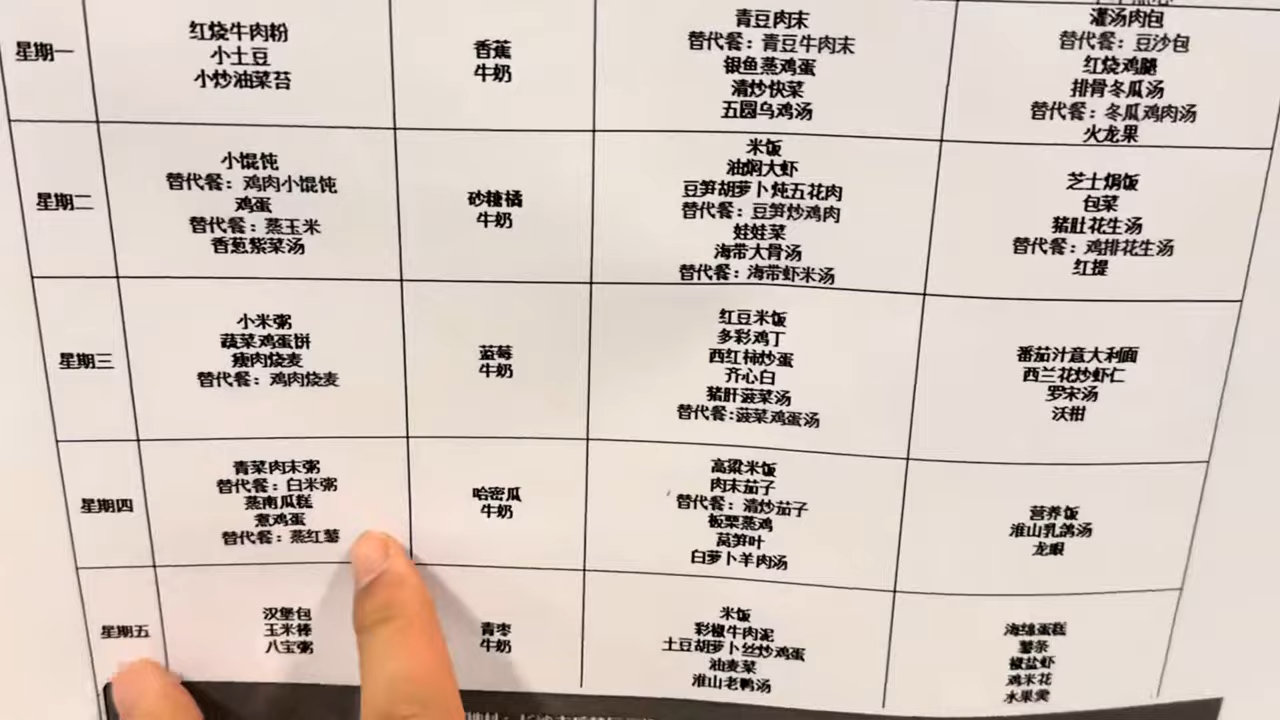 星期一
红烧牛肉粉
小土豆
小炒油菜苔
香蕉
牛奶
青豆肉末
替代餐：青豆牛肉末
银鱼蒸鸡蛋
清炒快菜
五圆乌鸡汤
灌汤肉包
替代餐：豆沙包
红烧鸡腿
排骨冬瓜汤
替代餐：冬瓜鸡肉汤
火龙果
星期二
小馄饨
替代餐：鸡肉小馄饨
鸡蛋
替代餐：蒸玉米
香葱紫菜汤
砂糖橘
牛奶
米饭
油焖大虾
豆笋胡萝卜炖五花肉
替代餐：豆笋炒鸡肉
娃娃菜
海带大骨汤
替代餐：海带虾米汤
芝士焗饭
包菜
猪肚花生汤
替代餐：鸡排花生汤
红提
星期三
小米粥
蔬菜鸡蛋饼
瘦肉烧麦
替代餐：鸡肉烧麦
蓝莓
牛奶
红豆米饭
多彩鸡丁
西红柿炒蛋
齐心白
猪肝菠菜汤
替代餐:菠菜鸡蛋汤
番茄汁意大利面
西兰花炒虾仁
罗宋汤
沃柑
星期四
青菜肉末粥
替代餐：白米粥
蒸南瓜糕
煮鸡蛋
替代餐：蒸红薯
哈密瓜
牛奶
高粱米饭
肉末茄子
替代餐：清炒茄子
板栗蒸鸡
莴笋叶
白萝卜羊肉汤
营养饭
淮山乳鸽汤
龙眼
星期五
汉堡包
玉米棒
八宝粥
青枣
牛奶
米饭
彩椒牛肉泥
土豆胡萝卜丝炒鸡蛋
油麦菜
淮山老鸭汤
海绵蛋糕
薯条
椒盐虾
鸡米花
水果羹